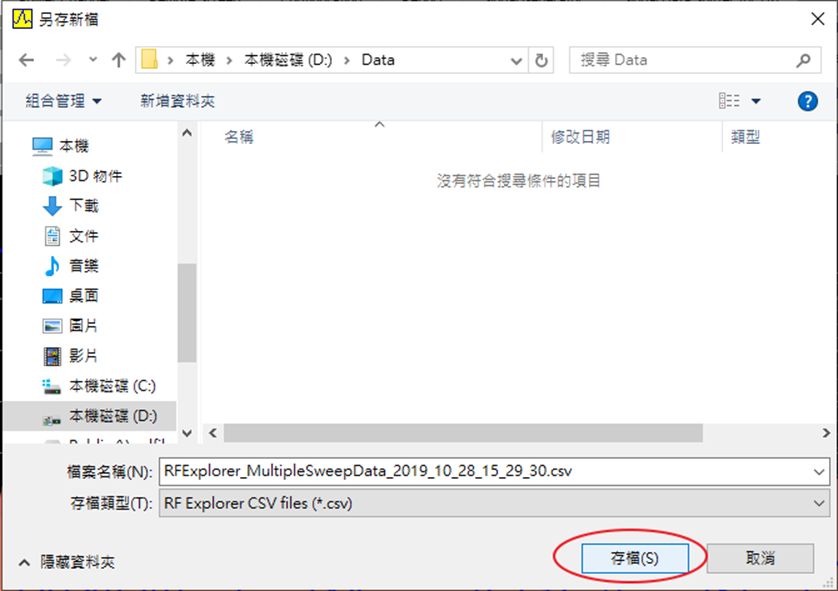 另存新檔
本機 本機磁碟 (D:) Data
搜尋 Data
組合管理 新增資料夾
名稱 修改日期 類型
沒有符合搜尋條件的項目
本機
3D 物件
下載
文件
音樂
桌面
圖片
影片
本機磁碟 (C:)
本機磁碟 (D:)
檔案名稱(N): RFExplorer_MultipleSweepData_2019_10_28_15_29_30.csv
存檔類型(T): RF Explorer CSV files (*.csv)
隱藏資料夾
存檔(S) 取消